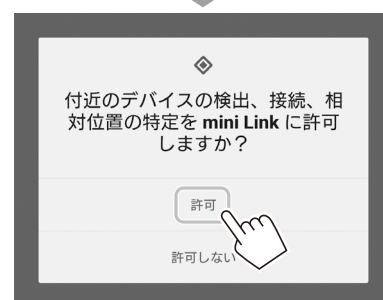 付近のデバイスの検出、接続、相
対位置の特定を mini Link に許可
しますか？
許可
許可しない